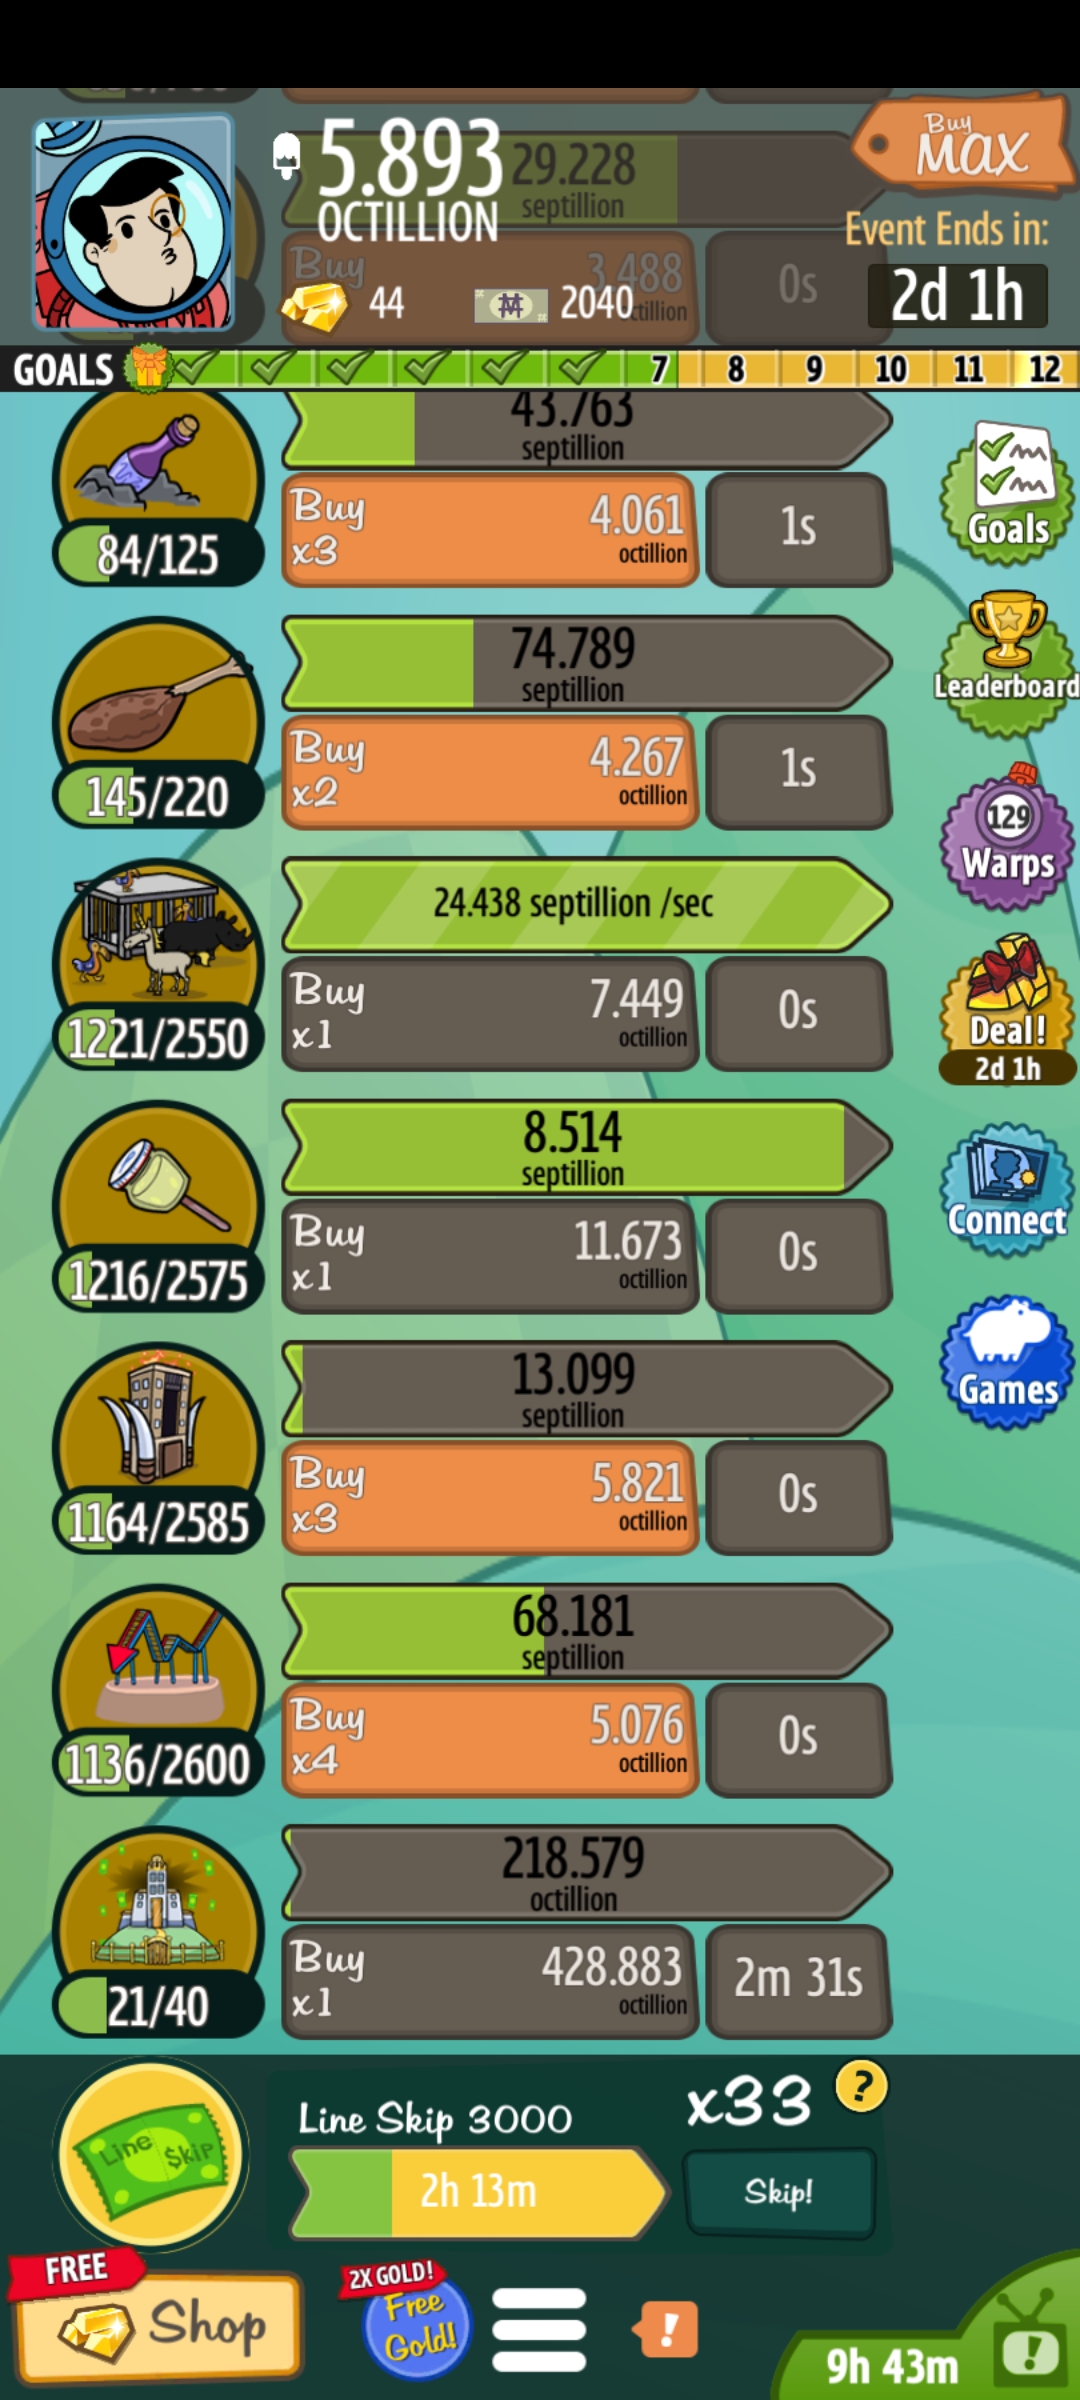 5.893
OCTILLION
29.228
septillion
Buy
MAX
Event Ends in:
2d 1h
Buy
3.488
0s
44
2040
GOALS 7 8 9 10 11 12
43.763
septillion
84/125
Buy
x3
4.061
octillion
1s
Goals
74.789
septillion
145/220
Buy
x2
4.267
octillion
1s
Leaderboard
129
Warps
24.438 septillion /sec
1221/2550
Buy
x1
7.449
octillion
0s
Deal!
2d 1h
8.514
septillion
1216/2575
Buy
x1
11.673
octillion
0s
Connect
13.099
septillion
1164/2585
Buy
x3
5.821
octillion
0s
Games
68.181
septillion
1136/2600
Buy
x4
5.076
octillion
0s
218.579
octillion
21/40
Buy
x1
428.883
octillion
2m 31s
Line $kip
Line Skip 3000
x33
?
2h 13m
Skip!
FREE
Shop
2X GOLD!
Free
Gold!
!
9h 43m
!